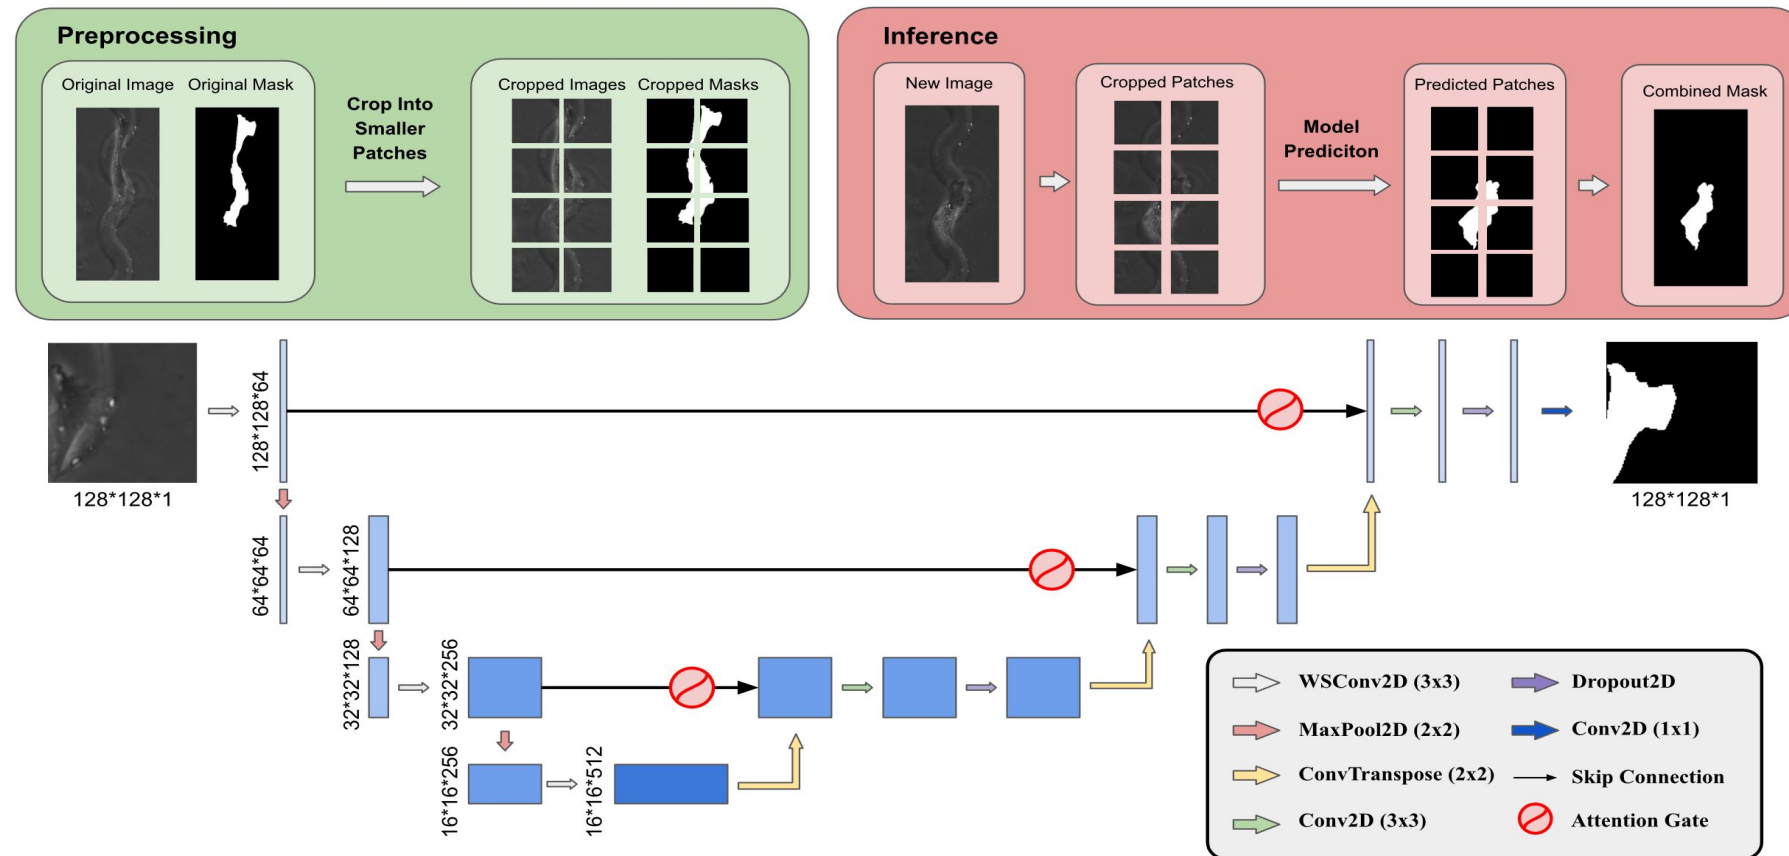 Preprocessing
Original Image
Original Mask
Crop Into
Smaller
Patches
Cropped Images
Cropped Masks
Inference
New Image
Cropped Patches
Model
Prediciton
Predicted Patches
Combined Mask
128*128*1
128*128*64
64*64*64
64*64*128
32*32*128
32*32*256
16*16*256
16*16*512
128*128*1
WSConv2D (3x3)
MaxPool2D (2x2)
ConvTranspose (2x2)
Conv2D (3x3)
Dropout2D
Conv2D (1x1)
Skip Connection
Attention Gate